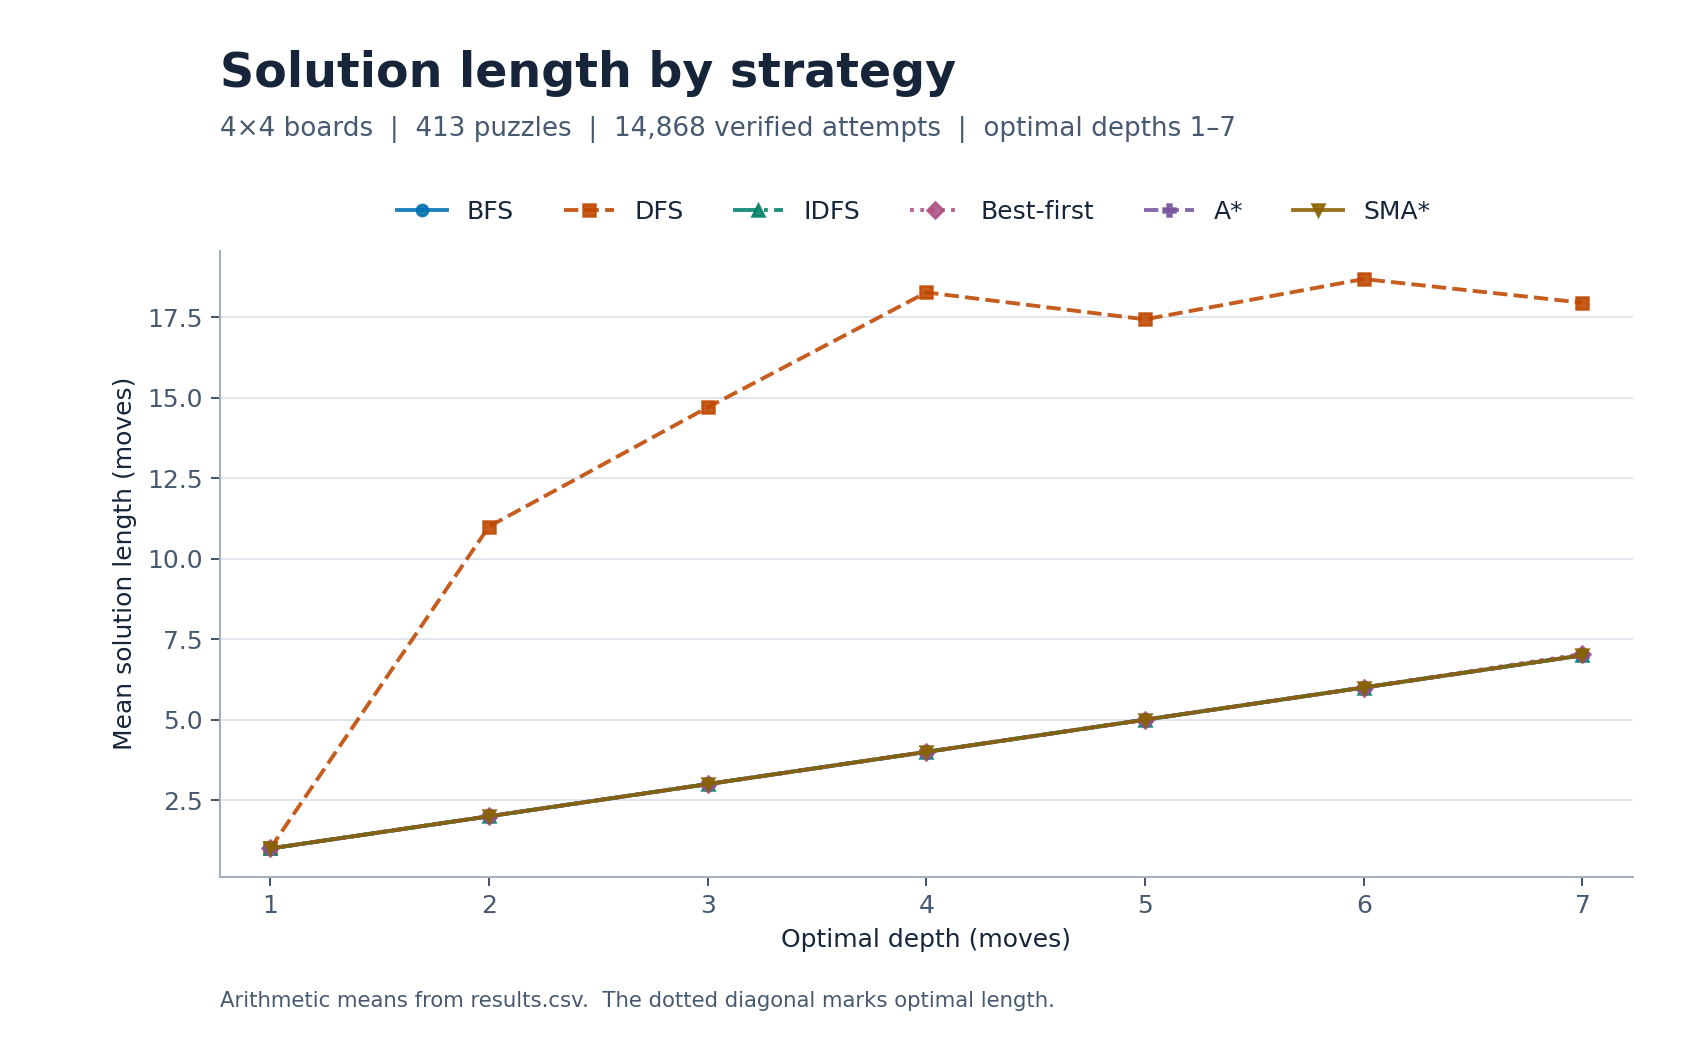 Solution length by strategy
4×4 boards | 413 puzzles | 14,868 verified attempts | optimal depths 1–7
BFS DFS IDFS Best-first A* SMA*
Mean solution length (moves)
17.5
15.0
12.5
10.0
7.5
5.0
2.5
1 2 3 4 5 6 7
Optimal depth (moves)
Arithmetic means from results.csv. The dotted diagonal marks optimal length.